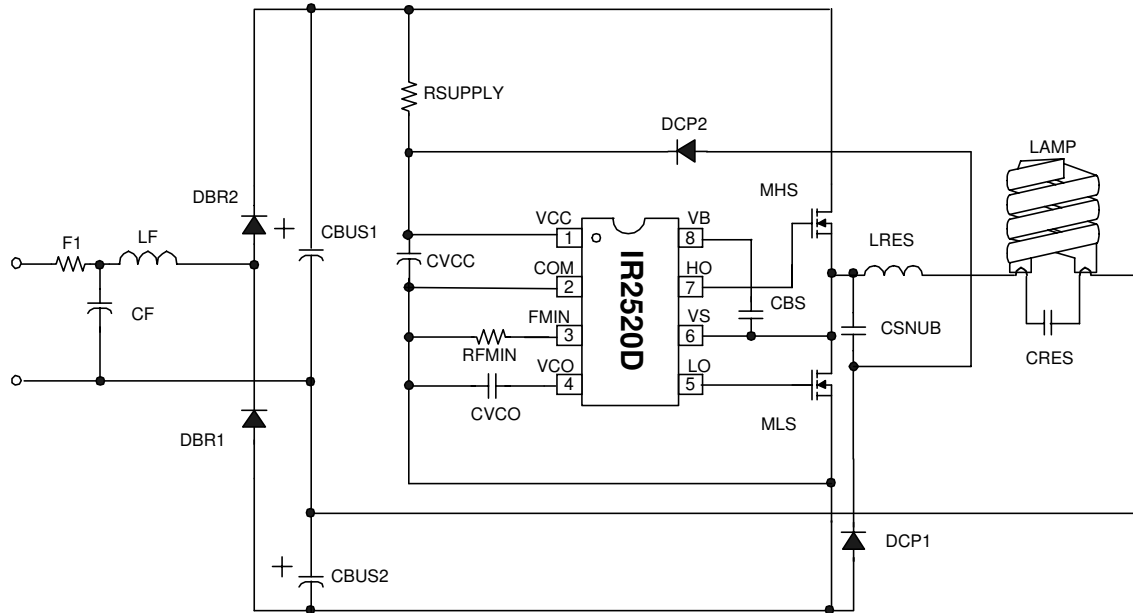 RSUPPLY
DCP2
LAMP
DBR2
MHS
+
F1
LF
CBUS1
CVCC
VCC
1
VB
8
LRES
COM
2
HO
7
IR2520D
CF
CBS
FMIN
3
VS
6
CSNUB
RFMIN
CRES
VCO
4
LO
5
CVCO
MLS
DBR1
DCP1
+
CBUS2